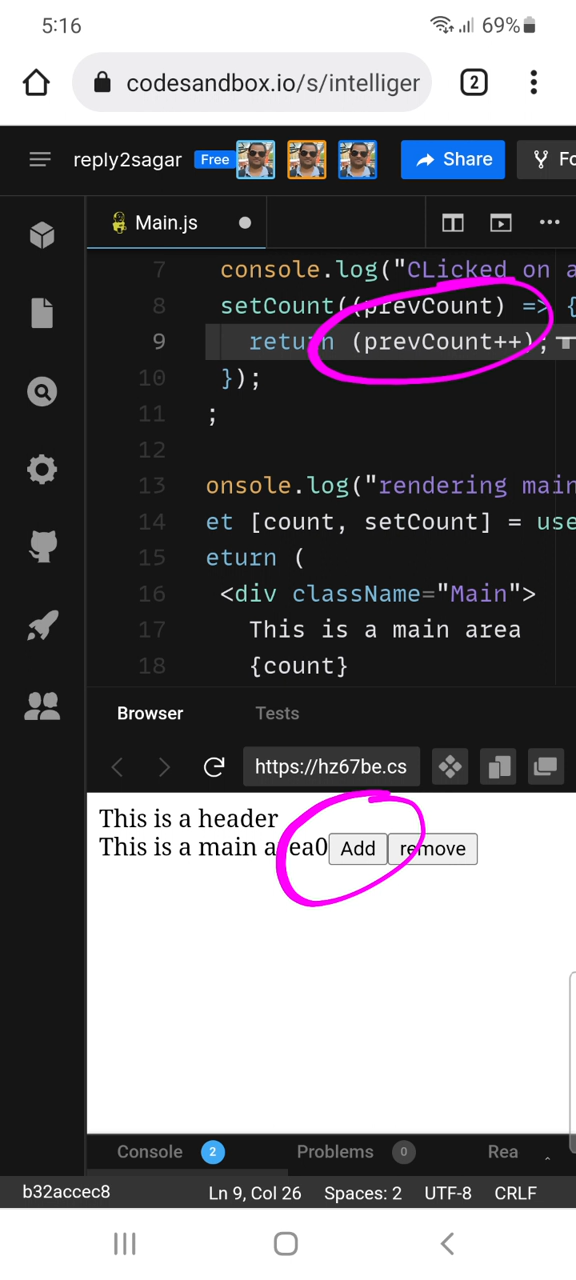 5:16 69%
codesandbox.io/s/intelliger 2
reply2sagar Free Share Fo
Main.js
7 console.log("CLicked on a
8 setCount((prevCount) => {
9 return (prevCount++);
10 });
11 ;
12
13 onsole.log("rendering main
14 et [count, setCount] = use
15 eturn (
16 <div className="Main">
17 This is a main area
18 {count}
Browser Tests
https://hz67be.cs
This is a header
This is a main area0 Add remove
Console 2 Problems 0 Rea
b32accec8 Ln 9, Col 26 Spaces: 2 UTF-8 CRLF